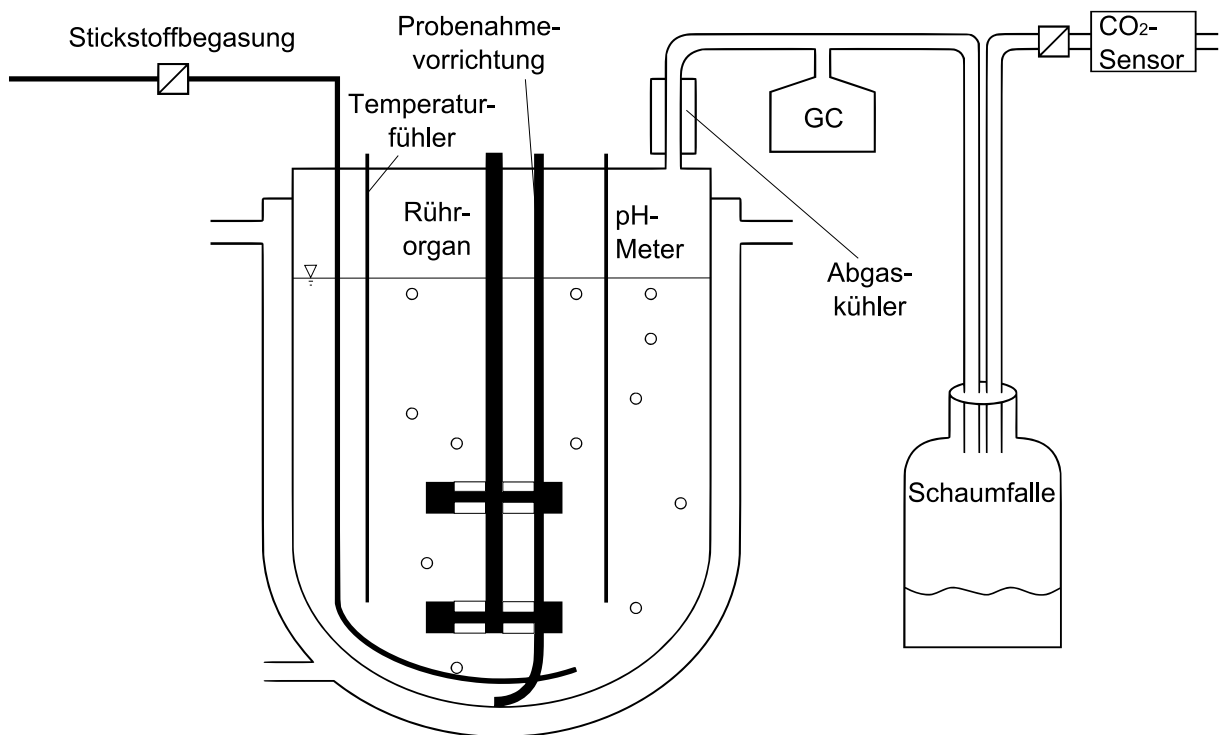 Stickstoffbegasung
Probenahme-
vorrichtung
Temperatur-
fühler
CO₂-
Sensor
GC
Rühr-
organ
pH-
Meter
Abgas-
kühler
Schaumfalle